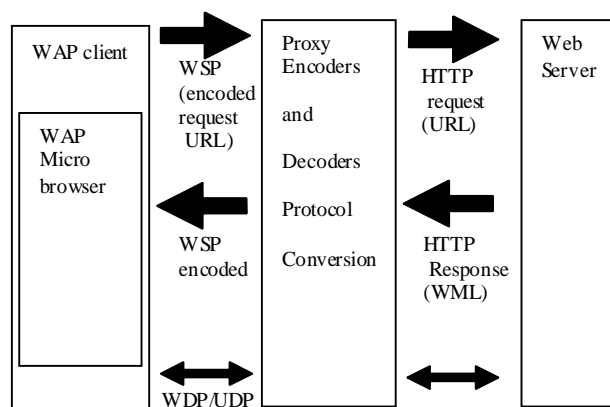 WAP client
WAP
Micro
browser
WSP
(encoded
request
URL)
WSP
encoded
WDP/UDP
Proxy
Encoders
and
Decoders
Protocol
Conversion
HTTP
request
(URL)
HTTP
Response
(WML)
Web
Server